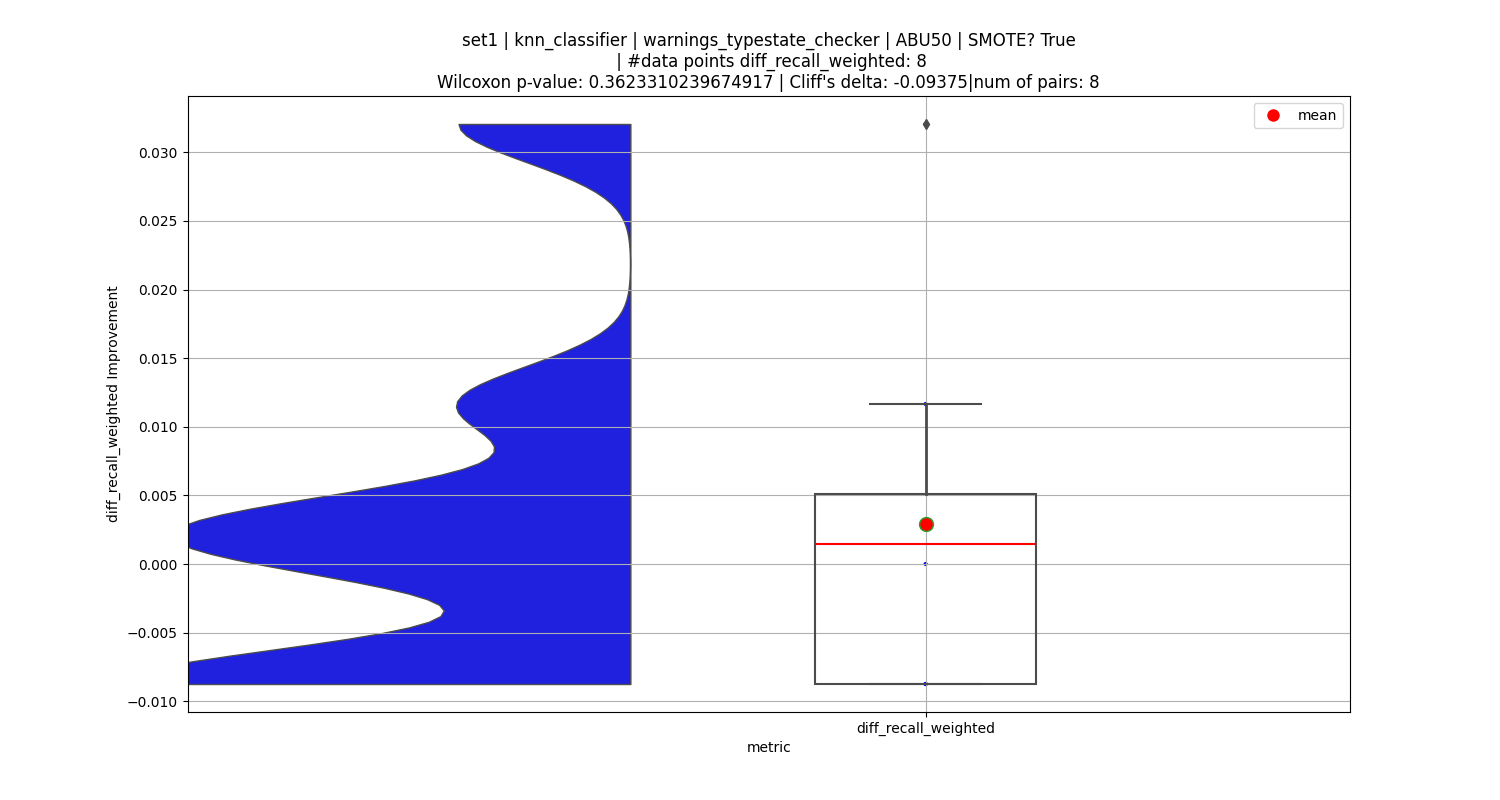 set1 | knn_classifier | warnings_typestate_checker | ABU50 | SMOTE? True
| #data points diff_recall_weighted: 8
Wilcoxon p-value: 0.3623310239674917 | Cliff's delta: -0.09375|num of pairs: 8
mean
0.030
0.025
0.020
0.015
0.010
0.005
0.000
−0.005
−0.010
diff_recall_weighted Improvement
diff_recall_weighted
metric